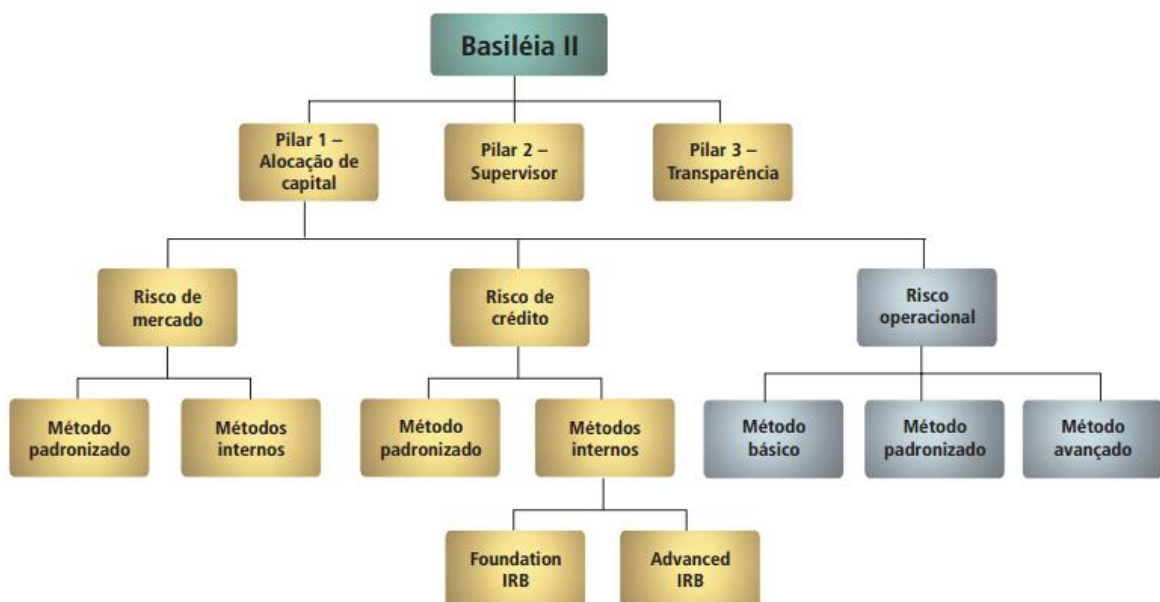 Basiléia II
Pilar 1 –
Alocação de
capital
Pilar 2 –
Supervisor
Pilar 3 –
Transparência
Risco de
mercado
Risco de
crédito
Risco
operacional
Método
padronizado
Métodos
internos
Método
padronizado
Métodos
internos
Método
básico
Método
padronizado
Método
avançado
Foundation
IRB
Advanced
IRB